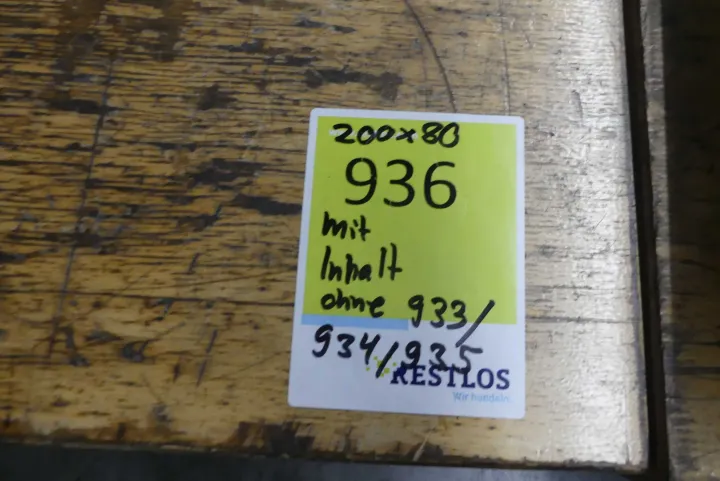 200x80
936
mit
Inhalt
ohne 933/
934/935
RESTLOS
Wir handeln